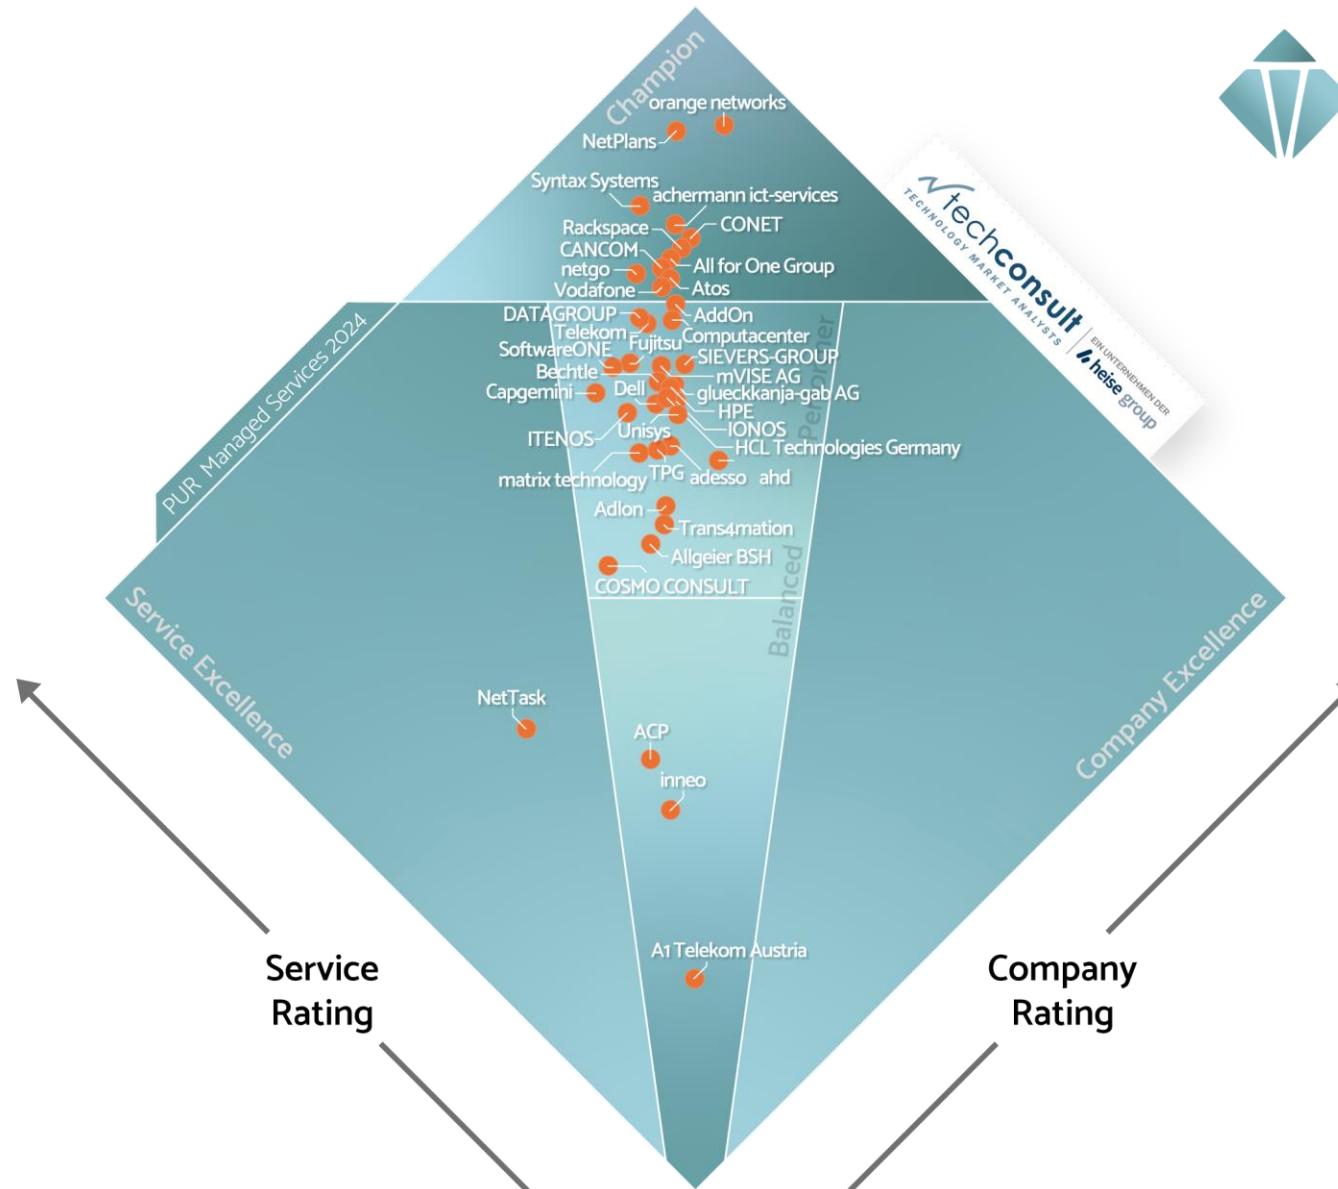 Champion
orange networks
NetPlans
Syntax Systems
achermann ict-services
CONET
Rackspace
CANCOM
netgo
All for One Group
Vodafone
Atos
techconsult
TECHNOLOGY MARKET ANALYSTS
EIN UNTERNEHMEN DER
heise group
PUR Managed Services 2024
DATAGROUP
AddOn
Telekom
Computacenter
Fujitsu
SoftwareONE
SIEVERS-GROUP
Bechtle
mVISE AG
Capgemini
Dell
glueckkanja-gab AG
HPE
IONOS
Unisys
ITENOS
HCL Technologies Germany
matrix technology
TPG
adesso
ahd
Adlon
Trans4mation
Allgeier BSH
COSMO CONSULT
Balanced Performer
Service Excellence
Company Excellence
NetTask
ACP
inneo
A1 Telekom Austria
Service
Rating
Company
Rating